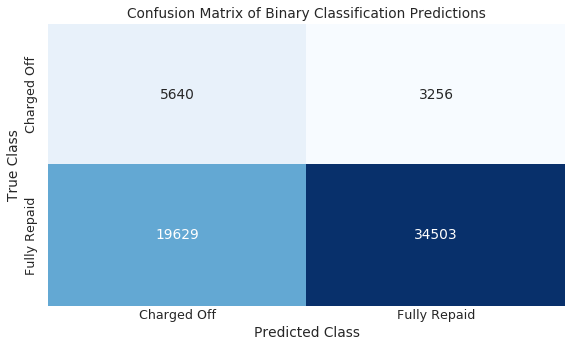 Confusion Matrix of Binary Classification Predictions
True Class
Charged Off
5640
3256
Fully Repaid
19629
34503
Charged Off
Fully Repaid
Predicted Class